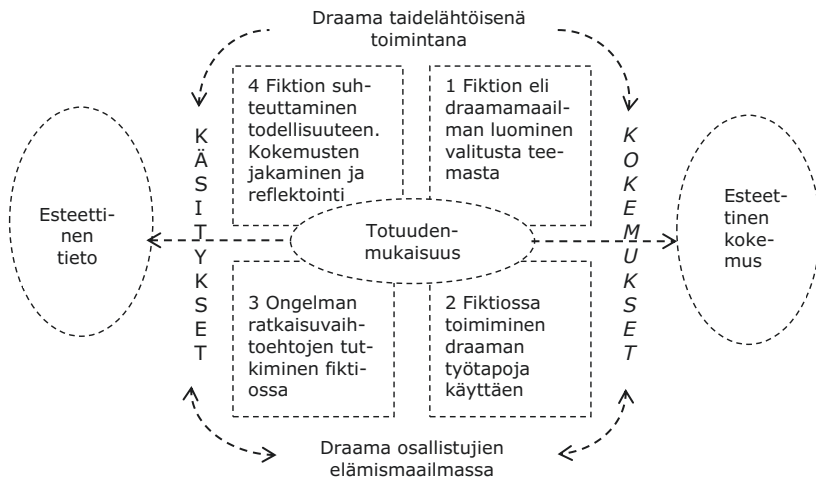 Draama taidelähtöisenä
toimintana
4 Fiktion suh-
teuttaminen
todellisuuteen.
Kokemusten
jakaminen ja
reflektointi
1 Fiktion eli
draamamaail-
man luominen
valitusta tee-
masta
KÄSITYKSET
KOKEMUKSET
Esteetti-
nen
tieto
Totuuden-
mukaisuus
Esteet-
tinen
koke-
mus
3 Ongelman
ratkaisuvaih-
toehtojen tut-
kiminen fikti-
ossa
2 Fiktiossa
toimiminen
draaman
työtapoja
käyttäen
Draama osallistujien
elämismaailmassa